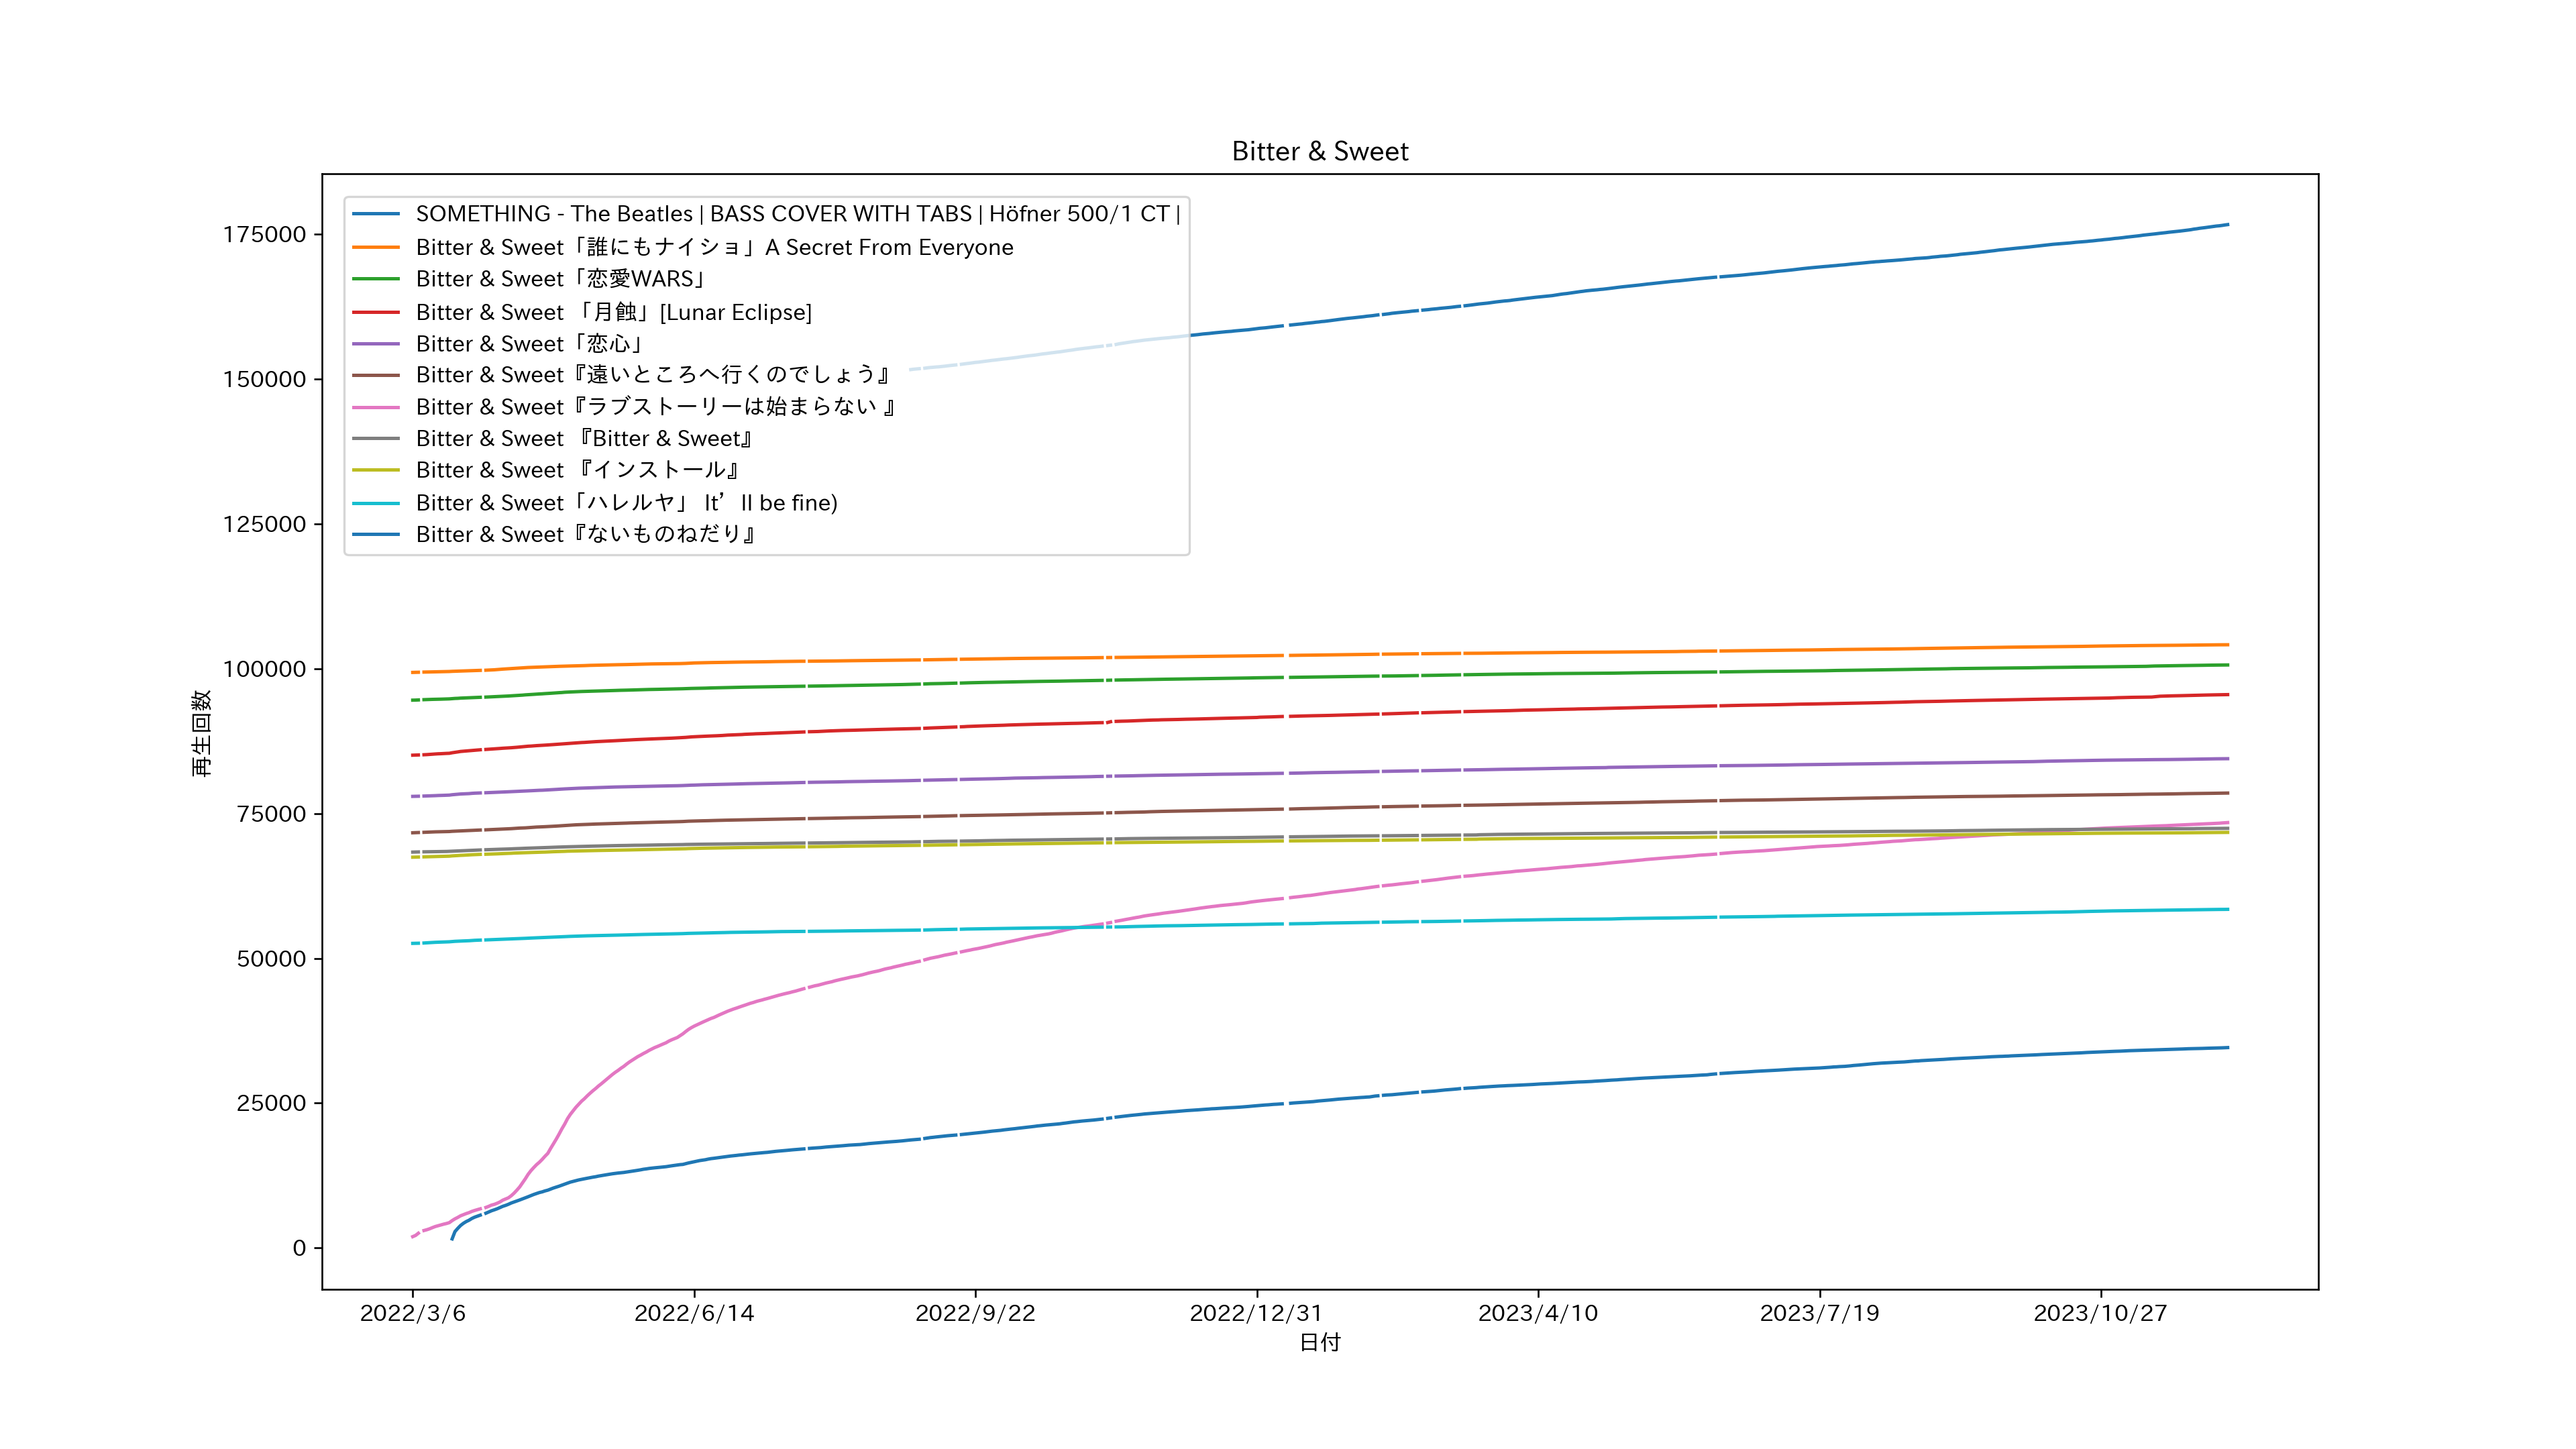 Bitter & Sweet
SOMETHING - The Beatles | BASS COVER WITH TABS | Höfner 500/1 CT |
Bitter & Sweet「誰にもナイショ」A Secret From Everyone
Bitter & Sweet「恋愛WARS」
Bitter & Sweet 「月蝕」[Lunar Eclipse]
Bitter & Sweet「恋心」
Bitter & Sweet『遠いところへ行くのでしょう』
Bitter & Sweet『ラブストーリーは始まらない 』
Bitter & Sweet 『Bitter & Sweet』
Bitter & Sweet 『インストール』
Bitter & Sweet「ハレルヤ」 It’ll be fine)
Bitter & Sweet『ないものねだり』
再生回数
175000
150000
125000
100000
75000
50000
25000
0
2022/3/6 2022/6/14 2022/9/22 2022/12/31 2023/4/10 2023/7/19 2023/10/27
日付